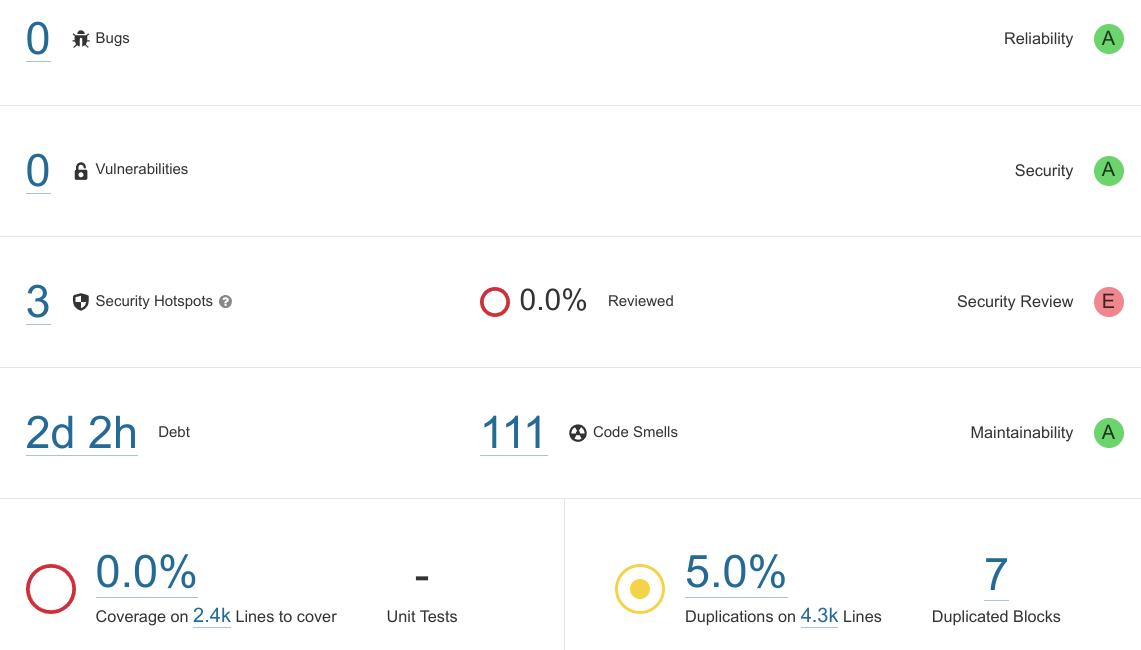 0 Bugs Reliability A
0 Vulnerabilities Security A
3 Security Hotspots ? 0.0% Reviewed Security Review E
2d 2h Debt 111 Code Smells Maintainability A
0.0% - 5.0% 7
Coverage on 2.4k Lines to cover Unit Tests Duplications on 4.3k Lines Duplicated Blocks